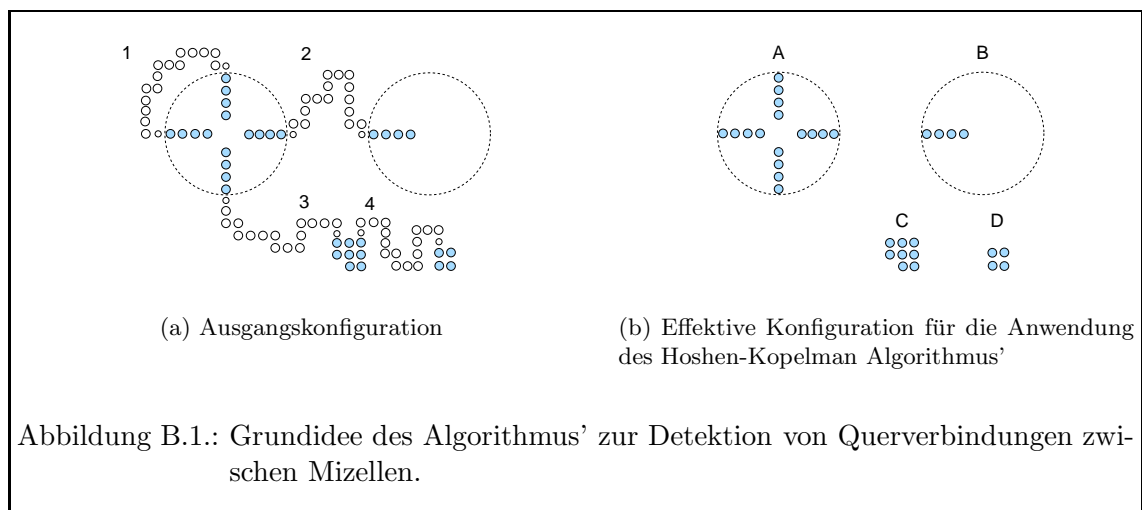 1
2
3
4
A
B
C
D
(a) Ausgangskonfiguration
(b) Effektive Konfiguration für die Anwendung
des Hoshen-Kopelman Algorithmus’
Abbildung B.1.: Grundidee des Algorithmus’ zur Detektion von Querverbindungen zwi-
schen Mizellen.